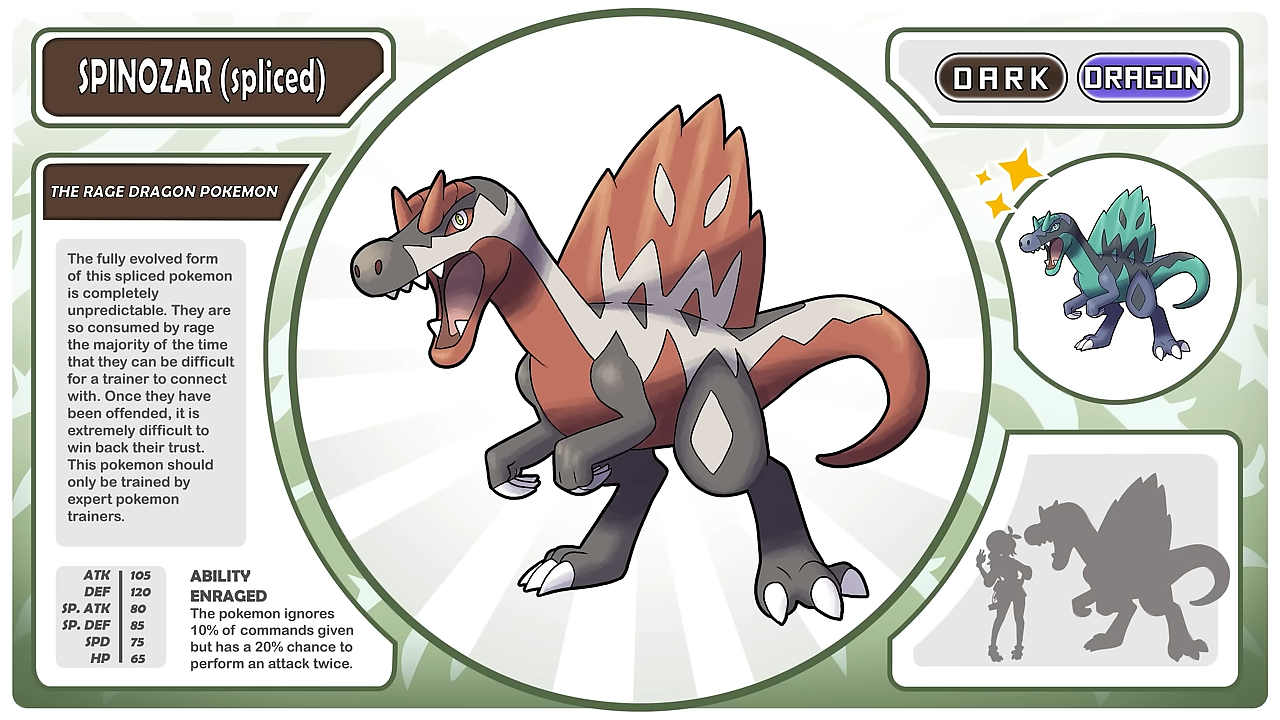 SPINOZAR (spliced)
DARK DRAGON
THE RAGE DRAGON POKEMON
The fully evolved form
of this spliced pokemon
is completely
unpredictable. They are
so consumed by rage
the majority of the time
that they can be difficult
for a trainer to connect
with. Once they have
been offended, it is
extremely difficult to
win back their trust.
This pokemon should
only be trained by
expert pokemon
trainers.
ATK 105
DEF 120
SP. ATK 80
SP. DEF 85
SPD 75
HP 65
ABILITY
ENRAGED
The pokemon ignores
10% of commands given
but has a 20% chance to
perform an attack twice.